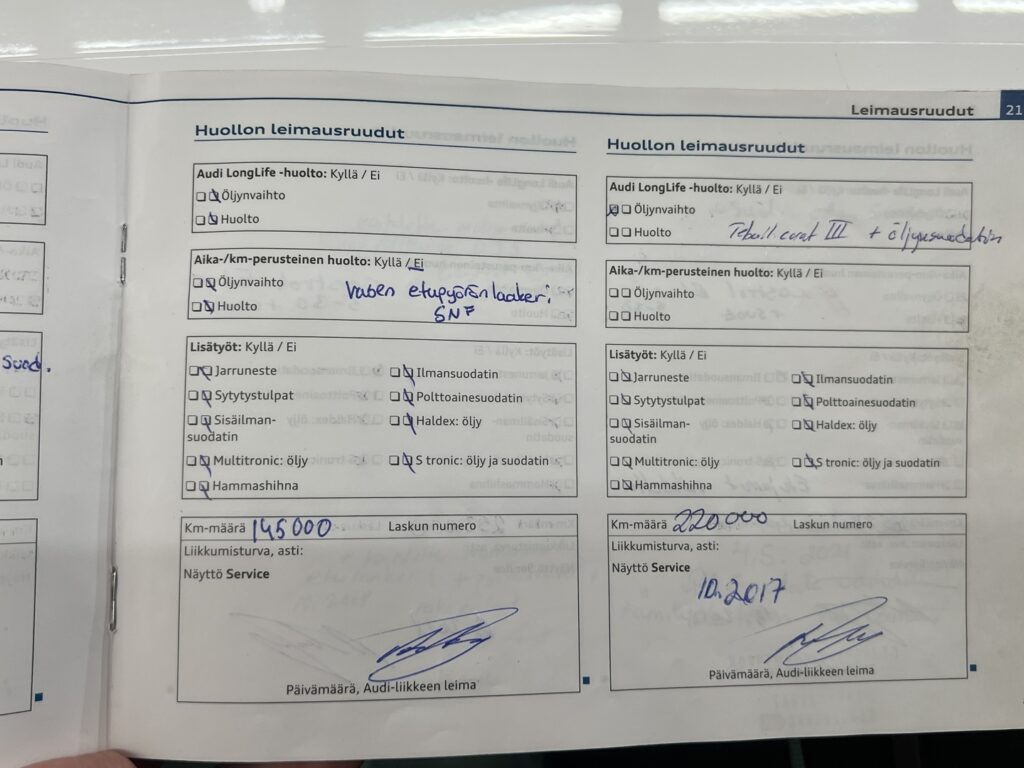 Leimausruudut
21
suod.
Huollon leimausruudut
Audi LongLife -huolto: Kyllä / Ei
Öljynvaihto
Huolto
Aika-/km-perusteinen huolto: Kyllä / Ei
Öljynvaihto
Huolto
etupyörän laakeri
Lisätyöt: Kyllä / Ei
Jarruneste
Ilmansuodatin
Sytytystulpat
Polttoainesuodatin
Sisäilman-
suodatin
Haldex: öljy
Multitronic: öljy
S tronic: öljy ja suodatin
Hammashihna
Km-määrä 145000
Laskun numero
Liikkumisturva, asti:
Näyttö Service
Päivämäärä, Audi-liikkeen leima
Huollon leimausruudut
Audi LongLife -huolto: Kyllä / Ei
Öljynvaihto
Huolto
III + öljynsuodatin
Aika-/km-perusteinen huolto: Kyllä / Ei
Öljynvaihto
Huolto
Lisätyöt: Kyllä / Ei
Jarruneste
Ilmansuodatin
Sytytystulpat
Polttoainesuodatin
Sisäilman-
suodatin
Haldex: öljy
Multitronic: öljy
S tronic: öljy ja suodatin
Hammashihna
Km-määrä 220000
Laskun numero
Liikkumisturva, asti:
Näyttö Service
10.2017
Päivämäärä, Audi-liikkeen leima